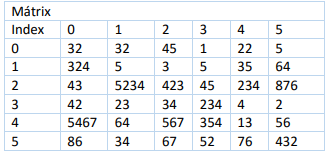 Mátrix
Index 0 1 2 3 4 5
0 32 32 45 1 22 5
1 324 5 3 5 35 64
2 43 5234 423 45 234 876
3 42 23 34 234 4 2
4 5467 64 567 354 13 56
5 86 34 67 52 76 432